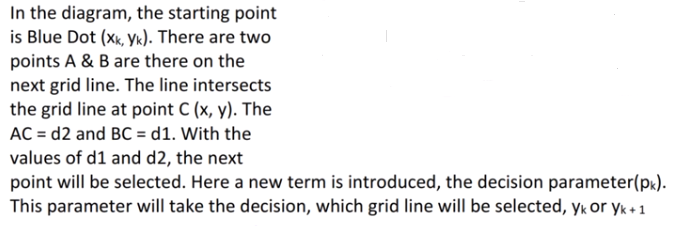 In the diagram, the starting point
is Blue Dot (xk, yk). There are two
points A & B are there on the
next grid line. The line intersects
the grid line at point C (x, y). The
AC = d2 and BC = d1. With the
values of d1 and d2, the next
point will be selected. Here a new term is introduced, the decision parameter(pk).
This parameter will take the decision, which grid line will be selected, yk or yk + 1